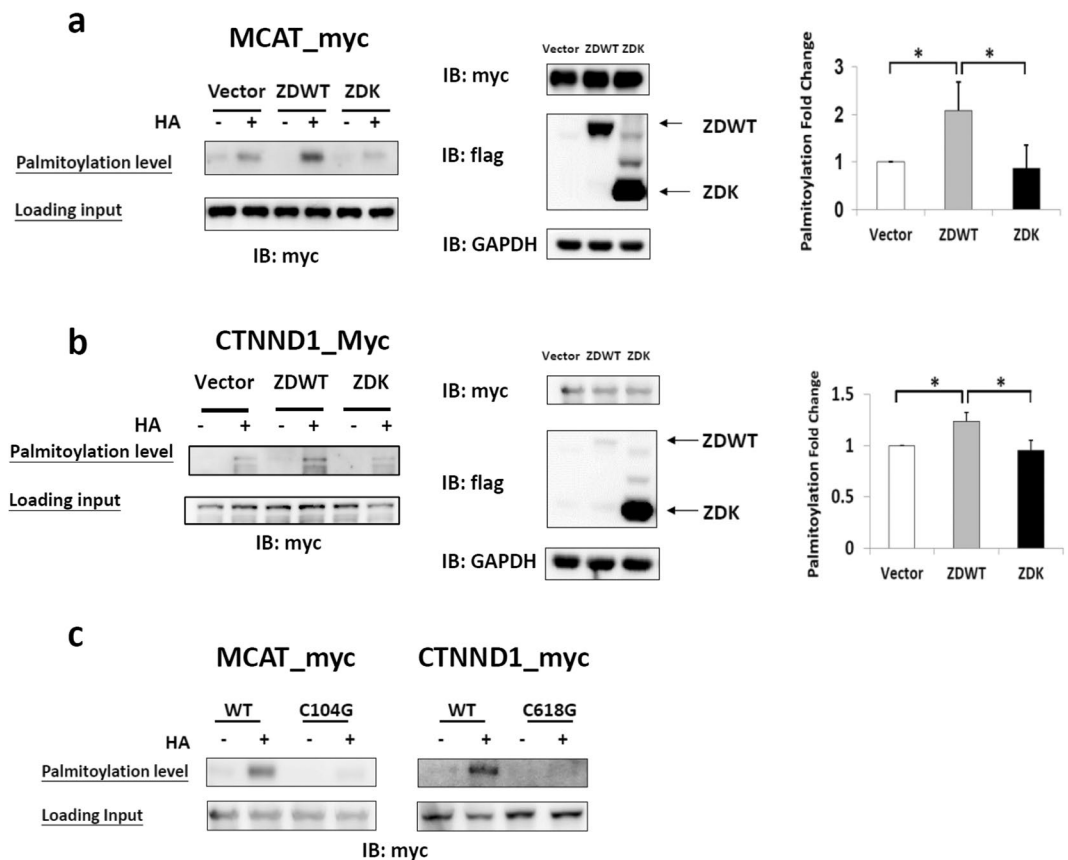 a
MCAT_myc
Vector ZDWT ZDK
HA - + - + - +
Palmitoylation level
Loading input
IB: myc
Vector ZDWT ZDK
IB: myc
IB: flag
ZDWT
ZDK
IB: GAPDH
Palmitoylation Fold Change
3
2
1
0
* *
Vector ZDWT ZDK
b
CTNND1_Myc
Vector ZDWT ZDK
HA - + - + - +
Palmitoylation level
Loading input
IB: myc
Vector ZDWT ZDK
IB: myc
IB: flag
ZDWT
ZDK
IB: GAPDH
Palmitoylation Fold Change
1.5
1
0.5
0
* *
Vector ZDWT ZDK
c
MCAT_myc CTNND1_myc
WT C104G WT C618G
HA - + - + - + - +
Palmitoylation level
Loading Input
IB: myc